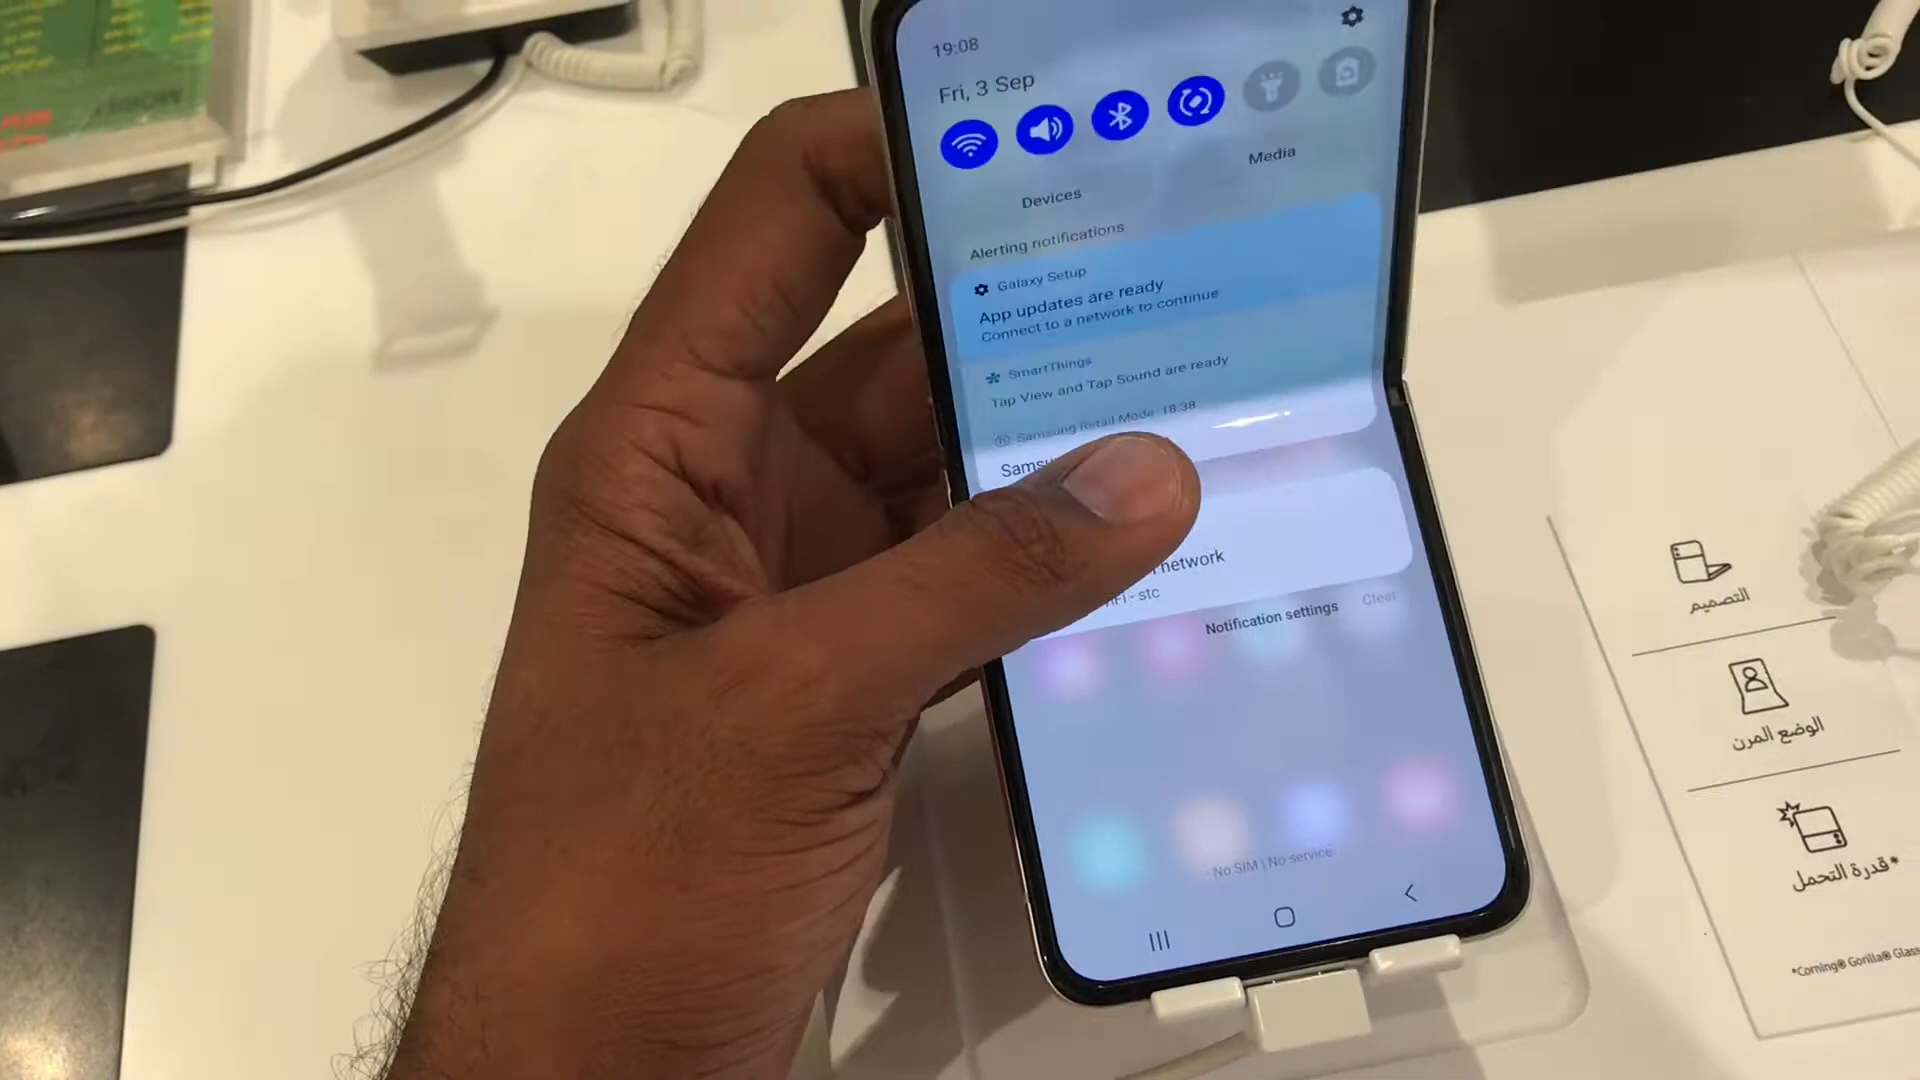 19:08
Fri, 3 Sep
Devices
Media
Alerting notifications
Galaxy Setup
App updates are ready
Connect to a network to continue
SmartThings
Tap View and Tap Sound are ready
Samsung Retail Mode 18:38
network
- stc
Notification settings
Clear
No SIM | No service
التصميم
الوضع المرن
قدرة التحمل*
*Corning® Gorilla® Glass